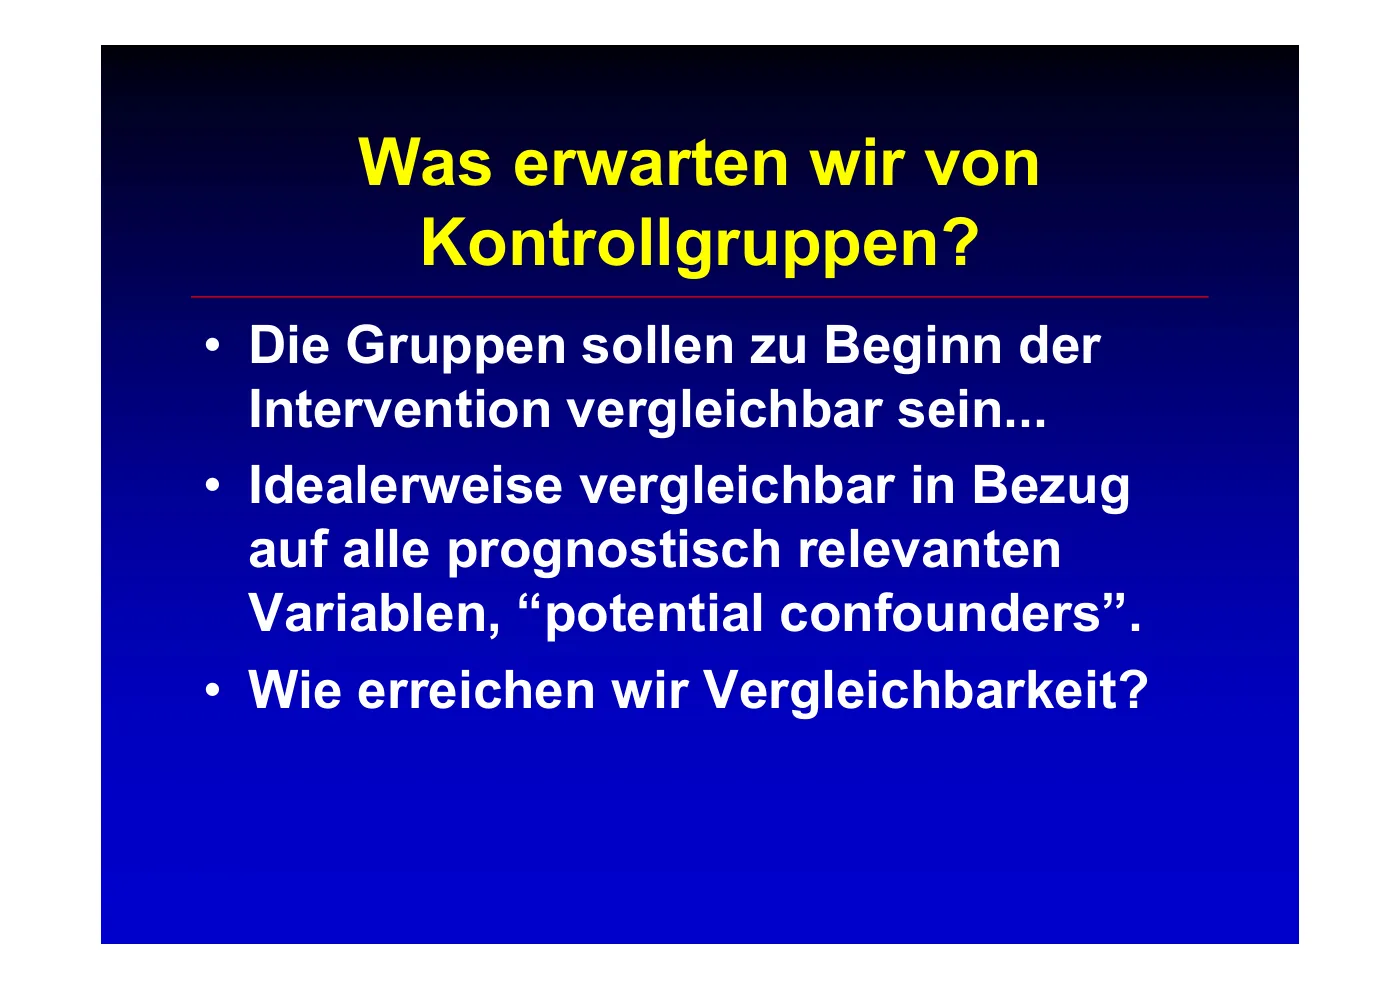 Was erwarten wir von
Kontrollgruppen?
• Die Gruppen sollen zu Beginn der
Intervention vergleichbar sein...
• Idealerweise vergleichbar in Bezug
auf alle prognostisch relevanten
Variablen, “potential confounders”.
• Wie erreichen wir Vergleichbarkeit?